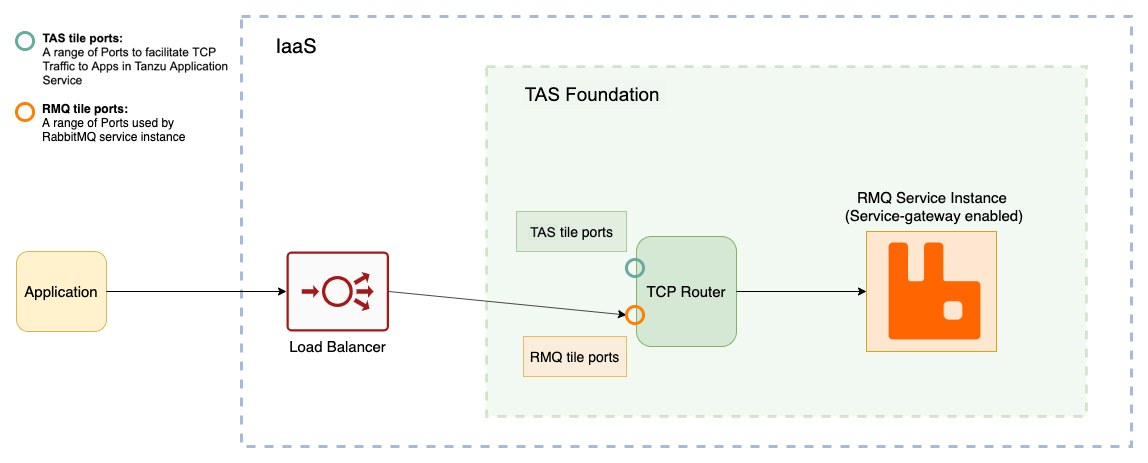 TAS tile ports:
A range of Ports to facilitate TCP
Traffic to Apps in Tanzu Application
Service
RMQ tile ports:
A range of Ports used by
RabbitMQ service instance
IaaS
TAS Foundation
RMQ Service Instance
(Service-gateway enabled)
TAS tile ports
Application
TCP Router
Load Balancer
RMQ tile ports